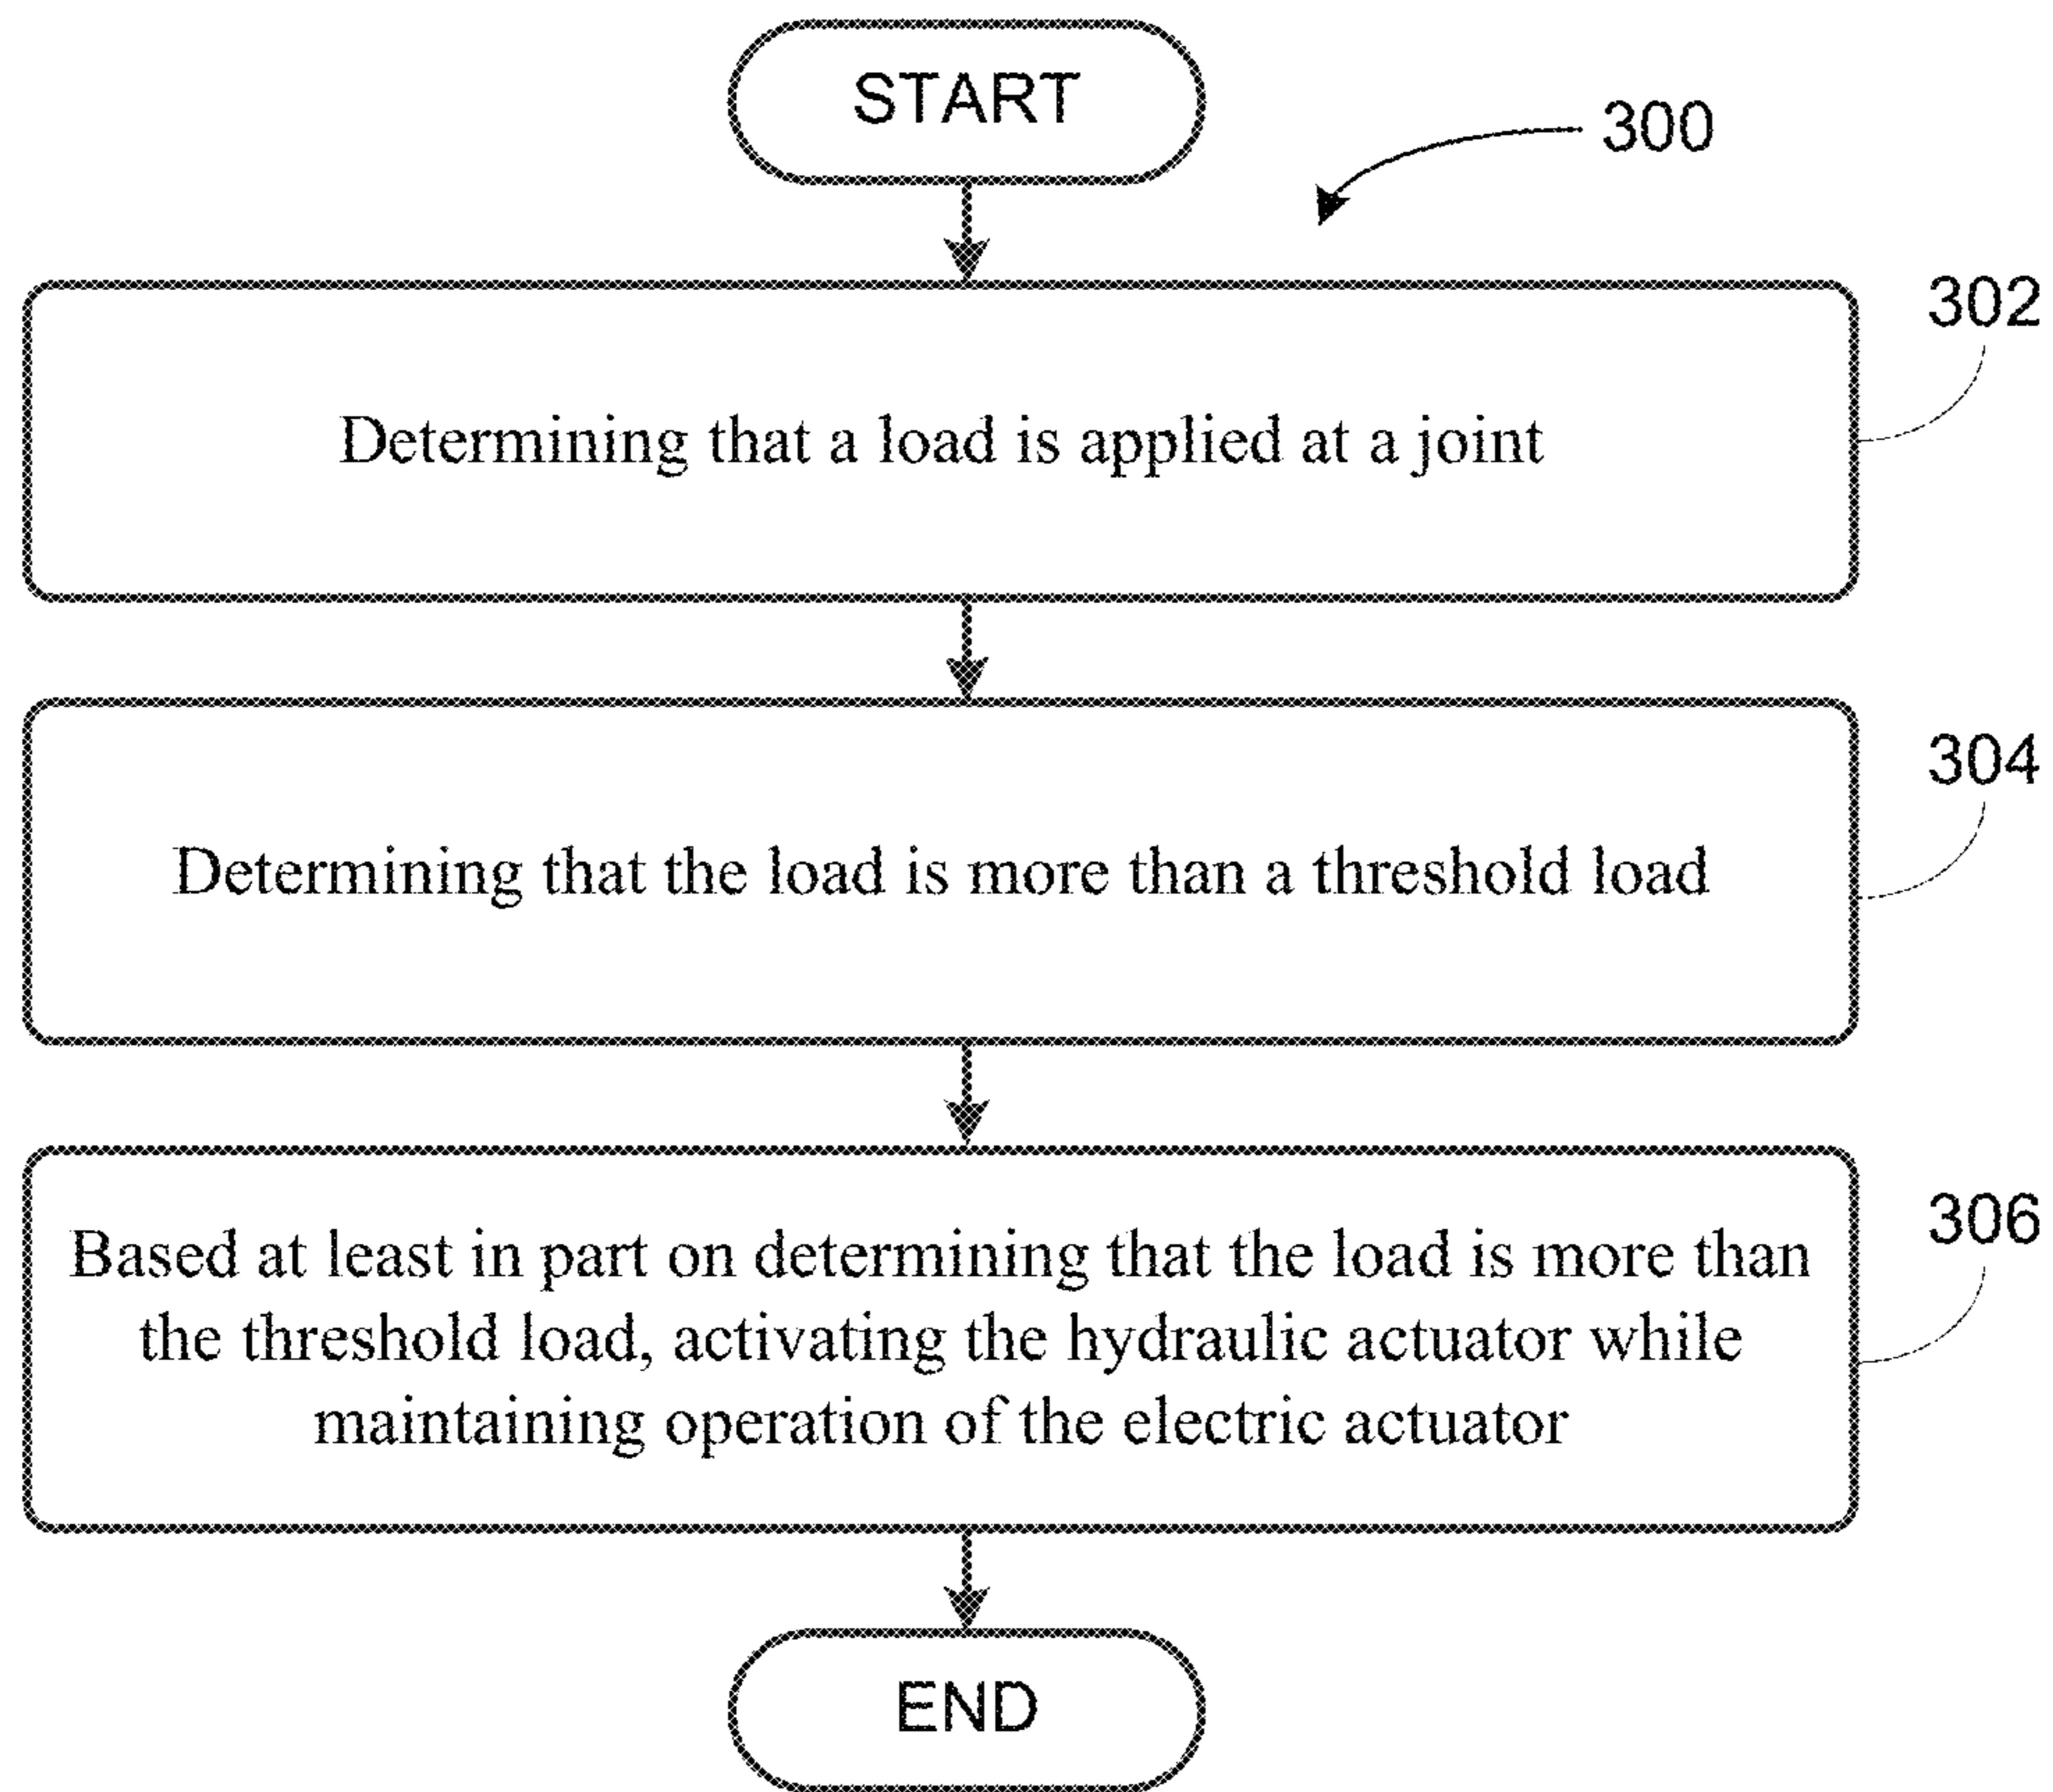 START
300
302
Determining that a load is applied at a joint
304
Determining that the load is more than a threshold load
306
Based at least in part on determining that the load is more than
the threshold load, activating the hydraulic actuator while
maintaining operation of the electric actuator
END